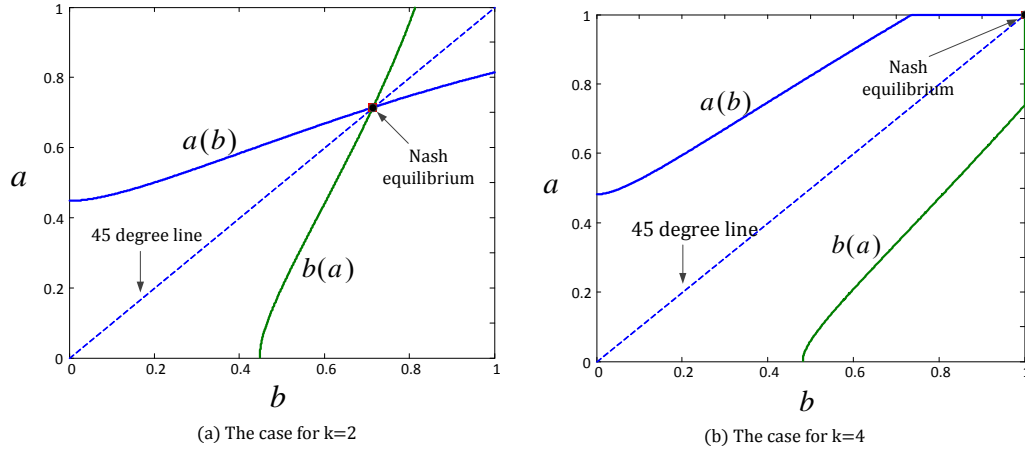 1
0.8
0.6
0.4
0.2
0
0
0.2
0.4
0.6
0.8
1
a
b
a(b)
b(a)
45 degree line
Nash
equilibrium
(a) The case for k=2
1
0.8
0.6
0.4
0.2
0
0
0.2
0.4
0.6
0.8
1
a
b
a(b)
b(a)
45 degree line
Nash
equilibrium
(b) The case for k=4